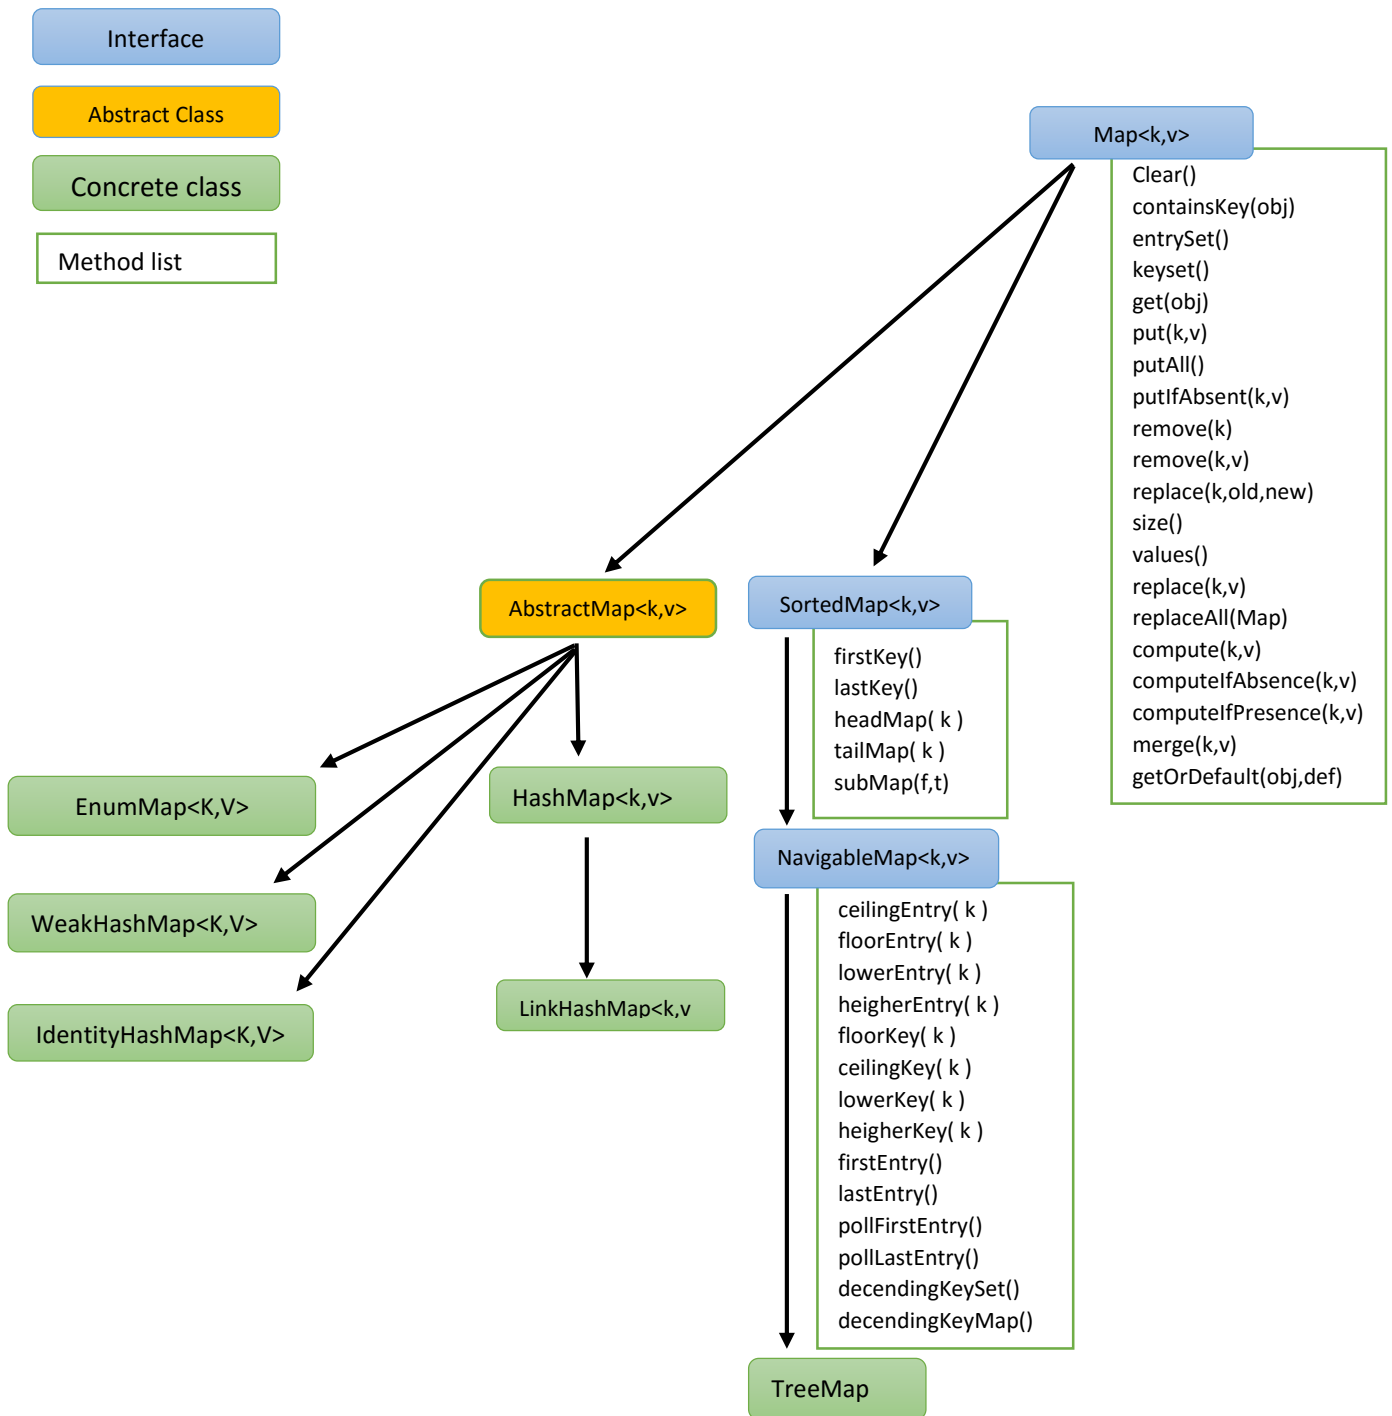 Interface
Abstract Class
Concrete class
Method list
Map<k,v>
Clear()
containsKey(obj)
entrySet()
keyset()
get(obj)
put(k,v)
putAll()
putIfAbsent(k,v)
remove(k)
remove(k,v)
replace(k,old,new)
size()
values()
replace(k,v)
replaceAll(Map)
compute(k,v)
computeIfAbsence(k,v)
computeIfPresence(k,v)
merge(k,v)
getOrDefault(obj,def)
AbstractMap<k,v>
SortedMap<k,v>
firstKey()
lastKey()
headMap( k )
tailMap( k )
subMap(f,t)
EnumMap<K,V>
HashMap<k,v>
WeakHashMap<K,V>
IdentityHashMap<K,V>
LinkHashMap<k,v
NavigableMap<k,v>
ceilingEntry( k )
floorEntry( k )
lowerEntry( k )
heigherEntry( k )
floorKey( k )
ceilingKey( k )
lowerKey( k )
heigherKey( k )
firstEntry()
lastEntry()
pollFirstEntry()
pollLastEntry()
decendingKeySet()
decendingKeyMap()
TreeMap